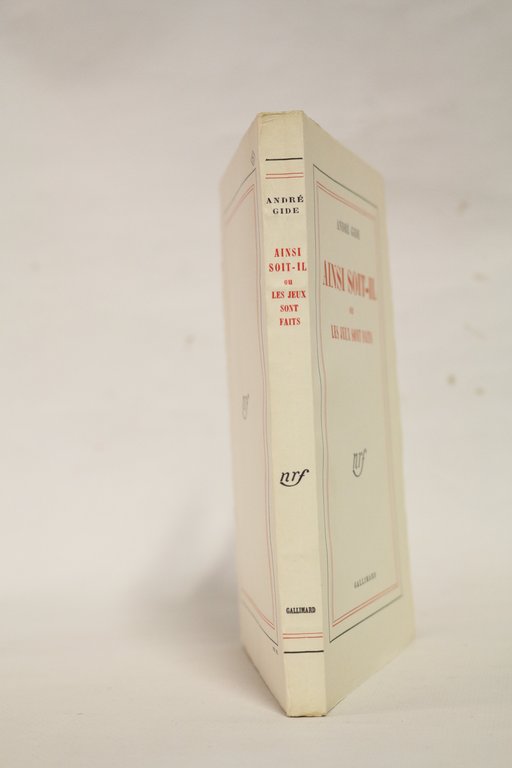 ANDRÉ
GIDE
AINSI
SOIT-IL
ou
LES JEUX
SONT
FAITS
nrf
GALLIMARD
ANDRÉ GIDE
AINSI SOIT-IL
ou
LES JEUX SONT FAITS
nrf
GALLIMARD
nrf